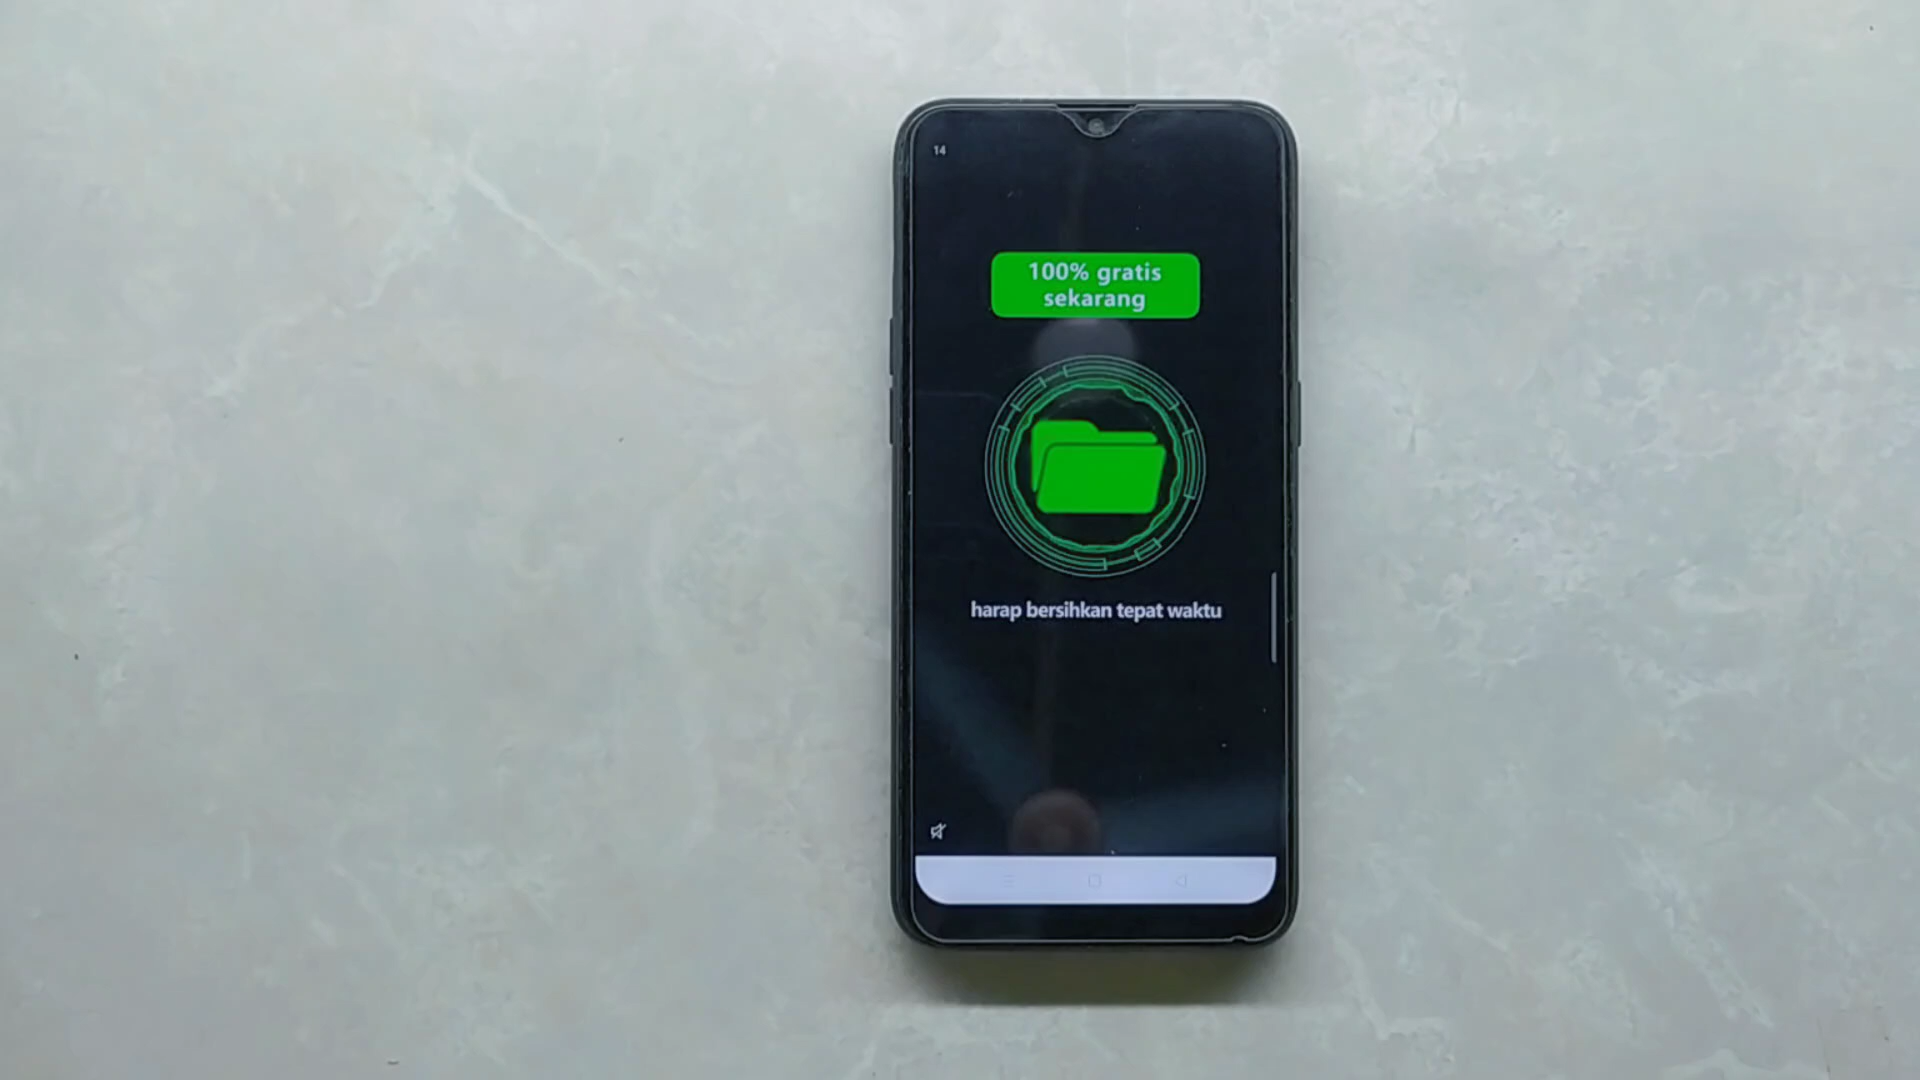 14
100% gratis
sekarang
harap bersihkan tepat waktu